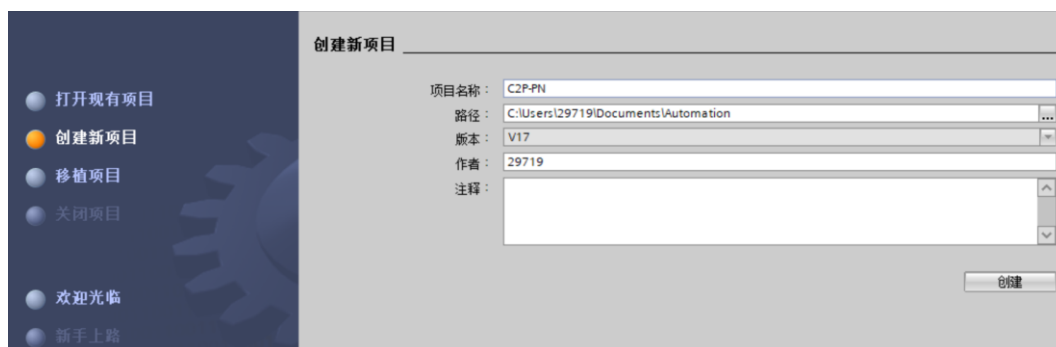 创建新项目
打开现有项目
创建新项目
移植项目
关闭项目
欢迎光临
新手上路
项目名称： C2P-PN
路径： C:\Users\29719\Documents\Automation ...
版本： V17
作者： 29719
注释：
创建